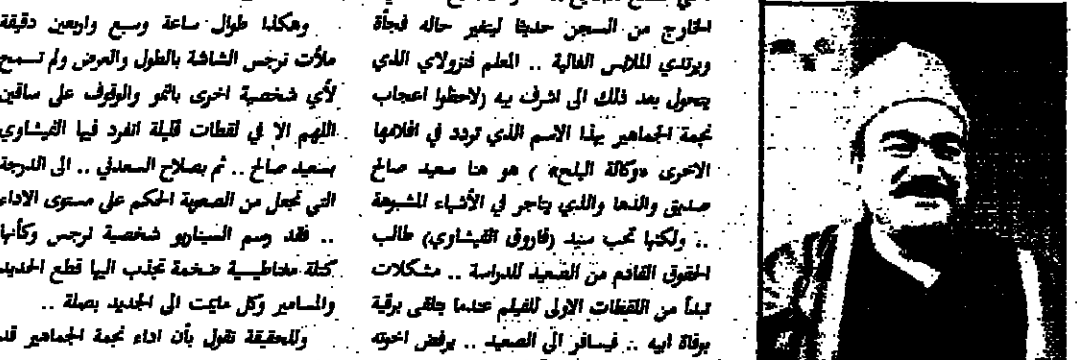 الخارج من السجن حديثا ليتغير حاله فجأة
ويرتدي الملابس الغالية .. المعلم فنزولاي الذي
يتحول بعد ذلك الى اشرف بيه (لاحظوا اعجاب
نجمة الجماهير بهذا الاسم الذي تردد في افلامها
الاخرى «وكالة البلح» ) هو هنا سعيد صالح
صديق والدها والذي يتاجر في الأشياء المشبوهة
.. ولكنها تحب سيد (فاروق الفيشاوي) طالب
الحقوق القادم من الصعيد للدراسة .. مشكلات
تبدأ من اللقطات الاولى للفيلم عندما يتلقى برقية
بوفاة ابيه .. فيسافر الى الصعيد .. يرفض اخوته
وهكذا طوال ساعة وسبع واربعين دقيقة
ملأت نرجس الشاشة بالطول والعرض ولم تسمح
لأي شخصية اخرى بالنمو والوقوف على ساقين
اللهم الا في لقطات قليلة انفرد فيها الفيشاوي
بسعيد صالح .. ثم بصلاح السعدني .. الى الدرجة
التي تجعل من الصعوبة الحكم على مستوى الاداء
.. فقد رسم السيناريو شخصية نرجس وكأنها
كتلة مغناطيسية ضخمة تجذب اليها قطع الحديد
والمسامير وكل مايمت الى الحديد بصلة ..
وللحقيقة نقول بأن اداء نجمة الجماهير قد